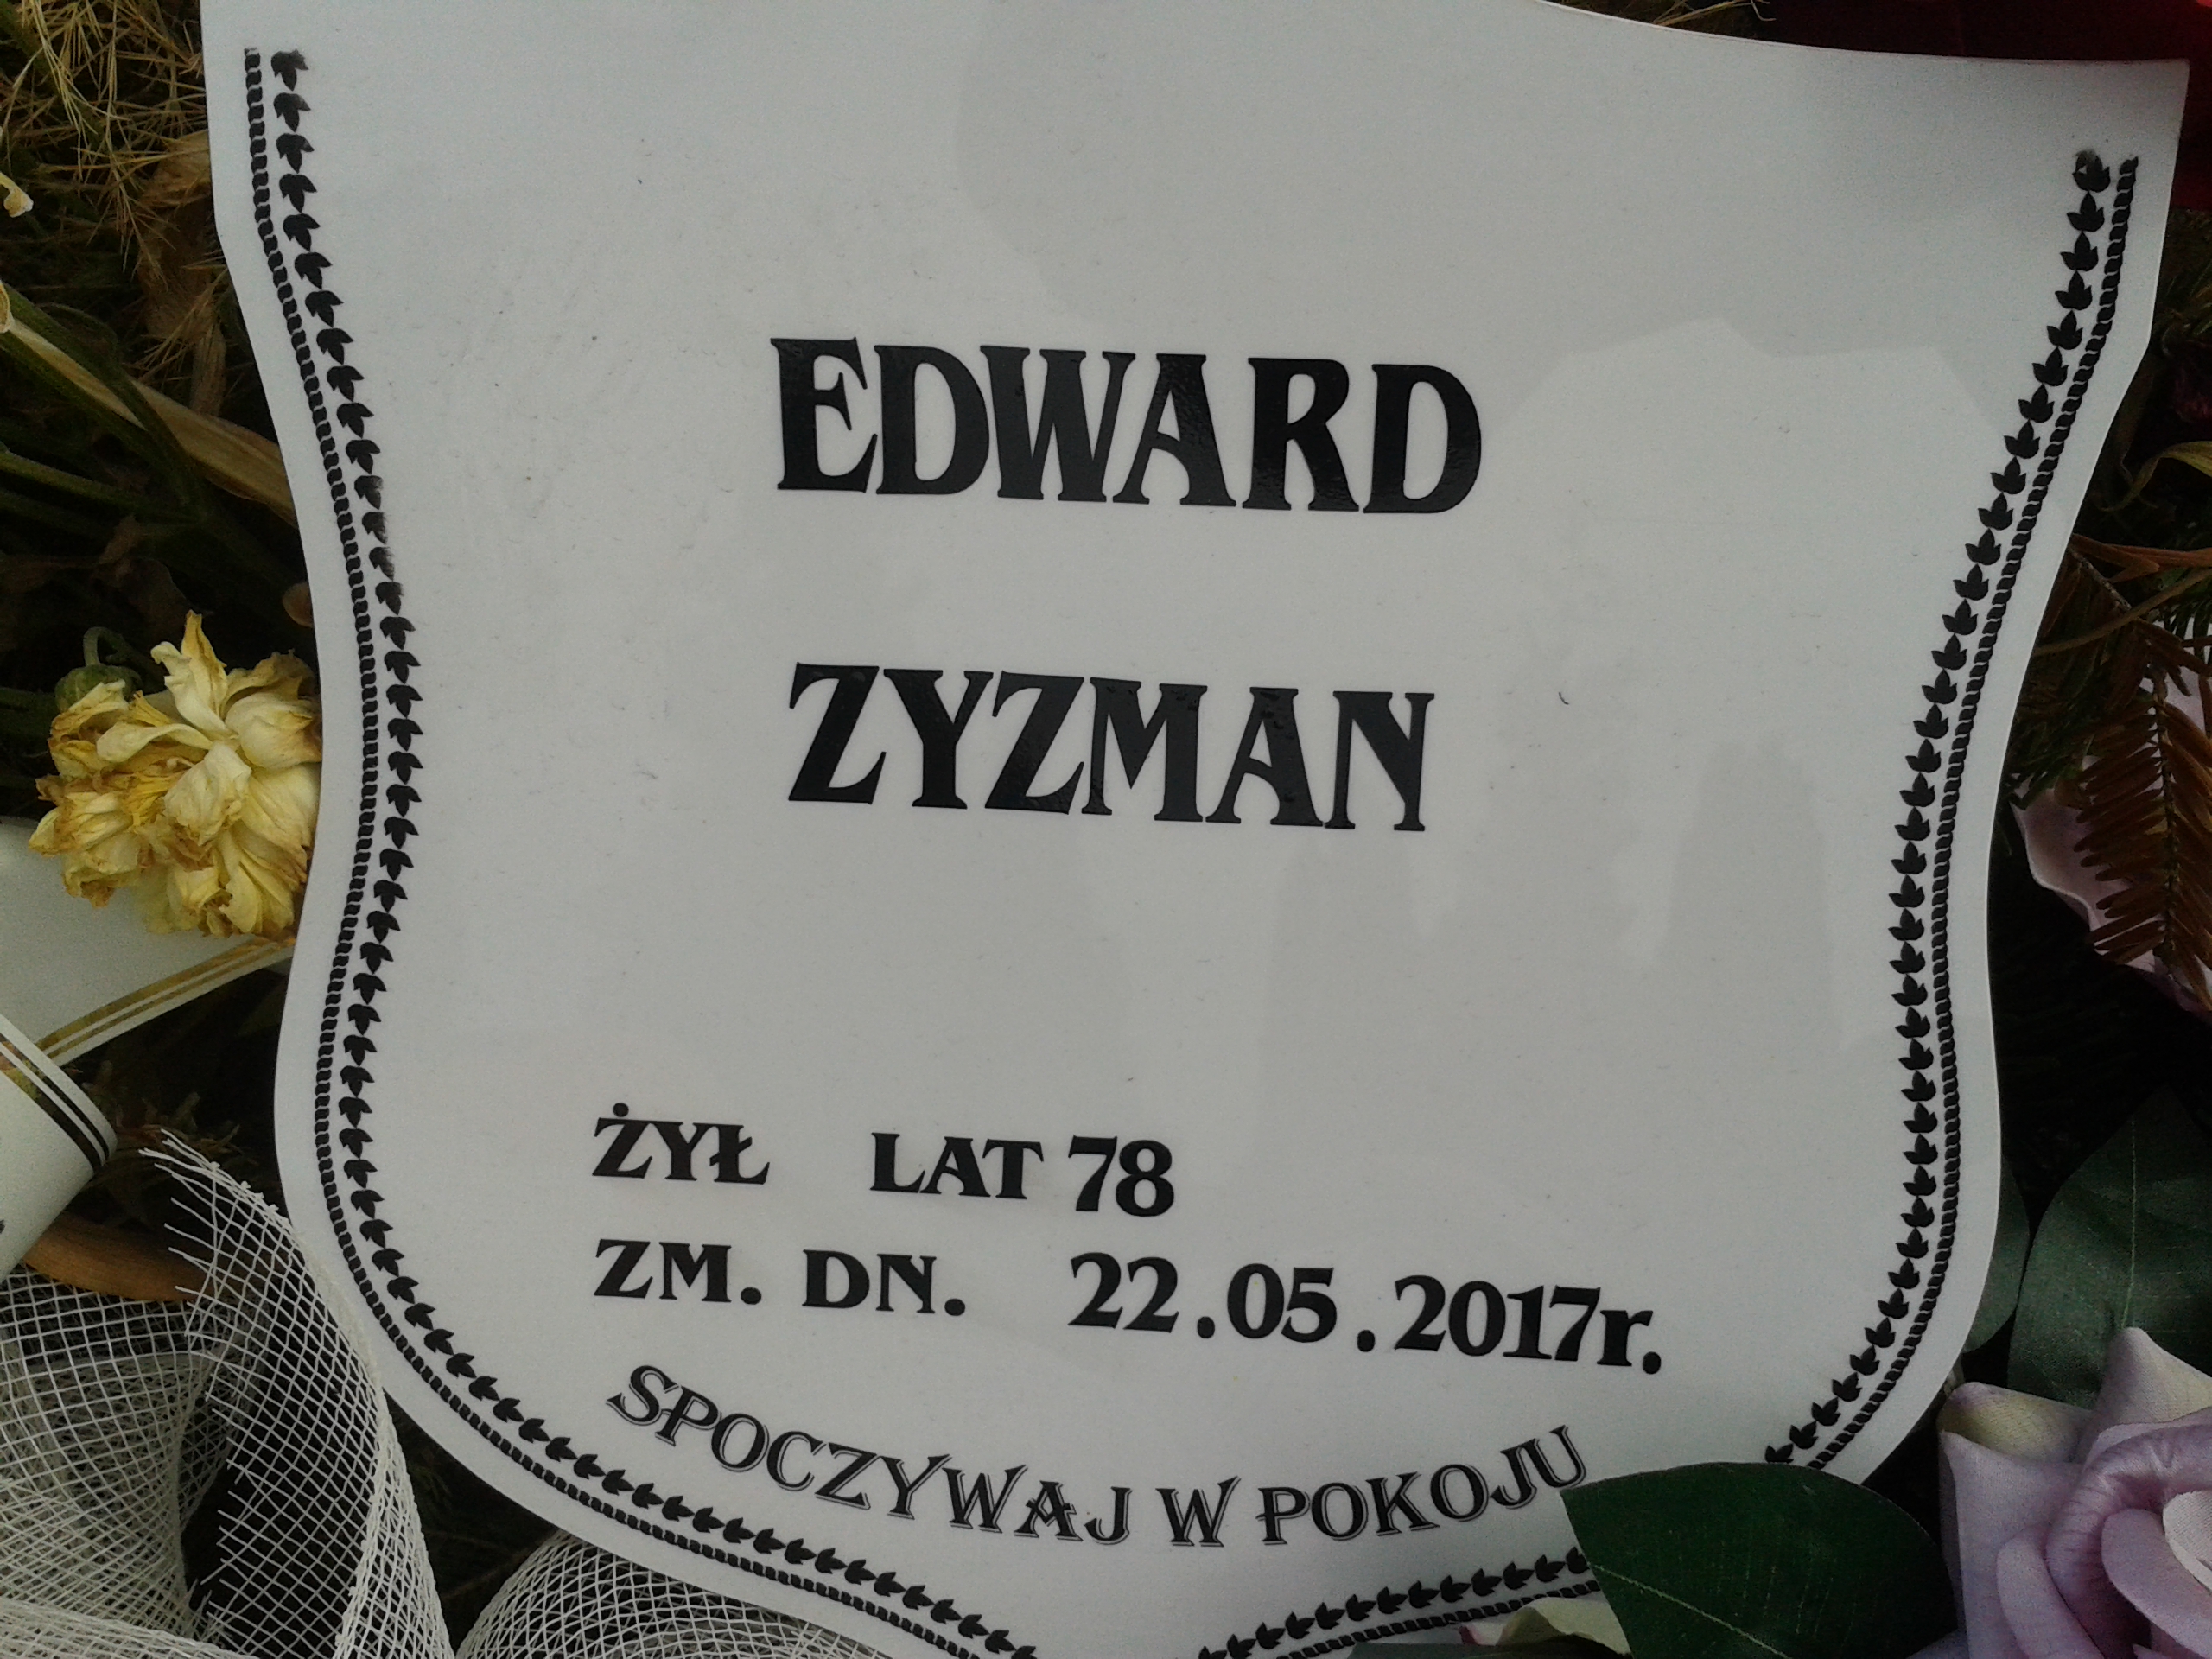 EDWARD
ZYZMAN
ŻYŁ LAT 78
ZM. DN. 22.05.2017r.
SPOCZYWAJ W POKOJU